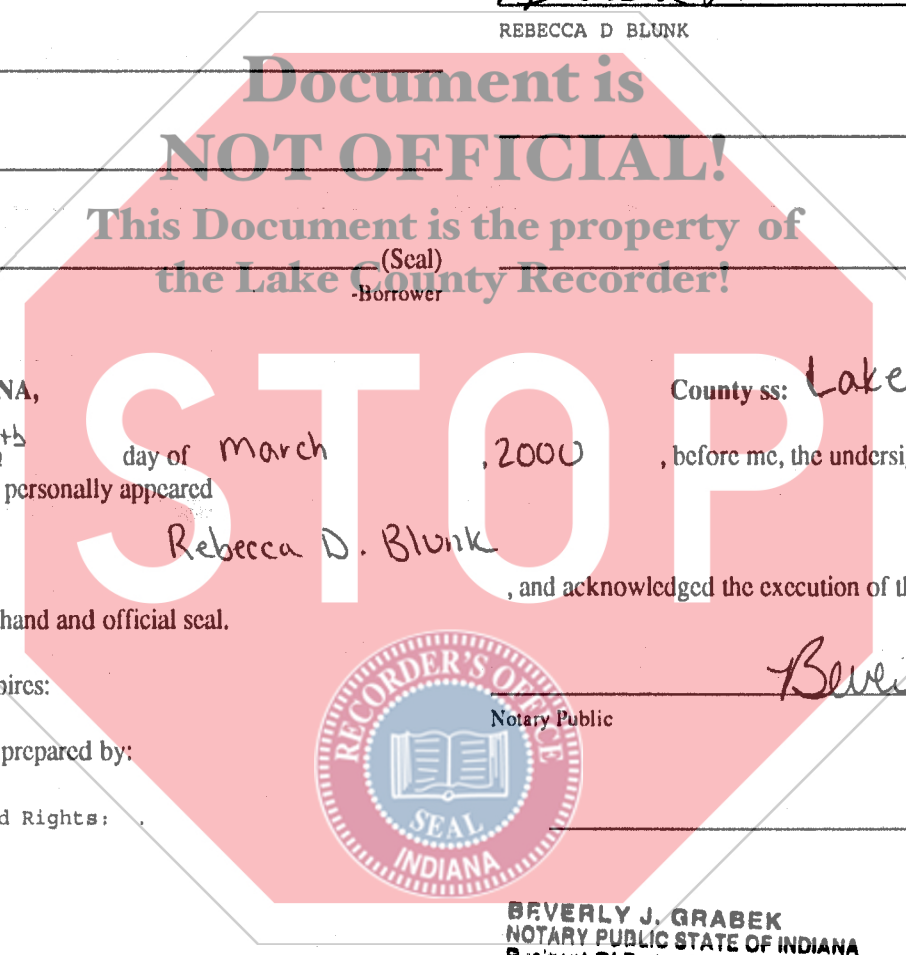 REBECCA D BLUNK
Document is
NOT OFFICIAL!
This Document is the property of
the Lake County Recorder!
(Seal)
-Borrower
NA, County ss: Lake
th day of March , 2000 , before me, the undersi
personally appeared
Rebecca D. Blunk
, and acknowledged the execution of th
hand and official seal.
STOP
pires:
Notary Public
prepared by:
d Rights: .
RECORDER'S OFFICE
SEAL
INDIANA
BEVERLY J. GRABEK
NOTARY PUBLIC STATE OF INDIANA